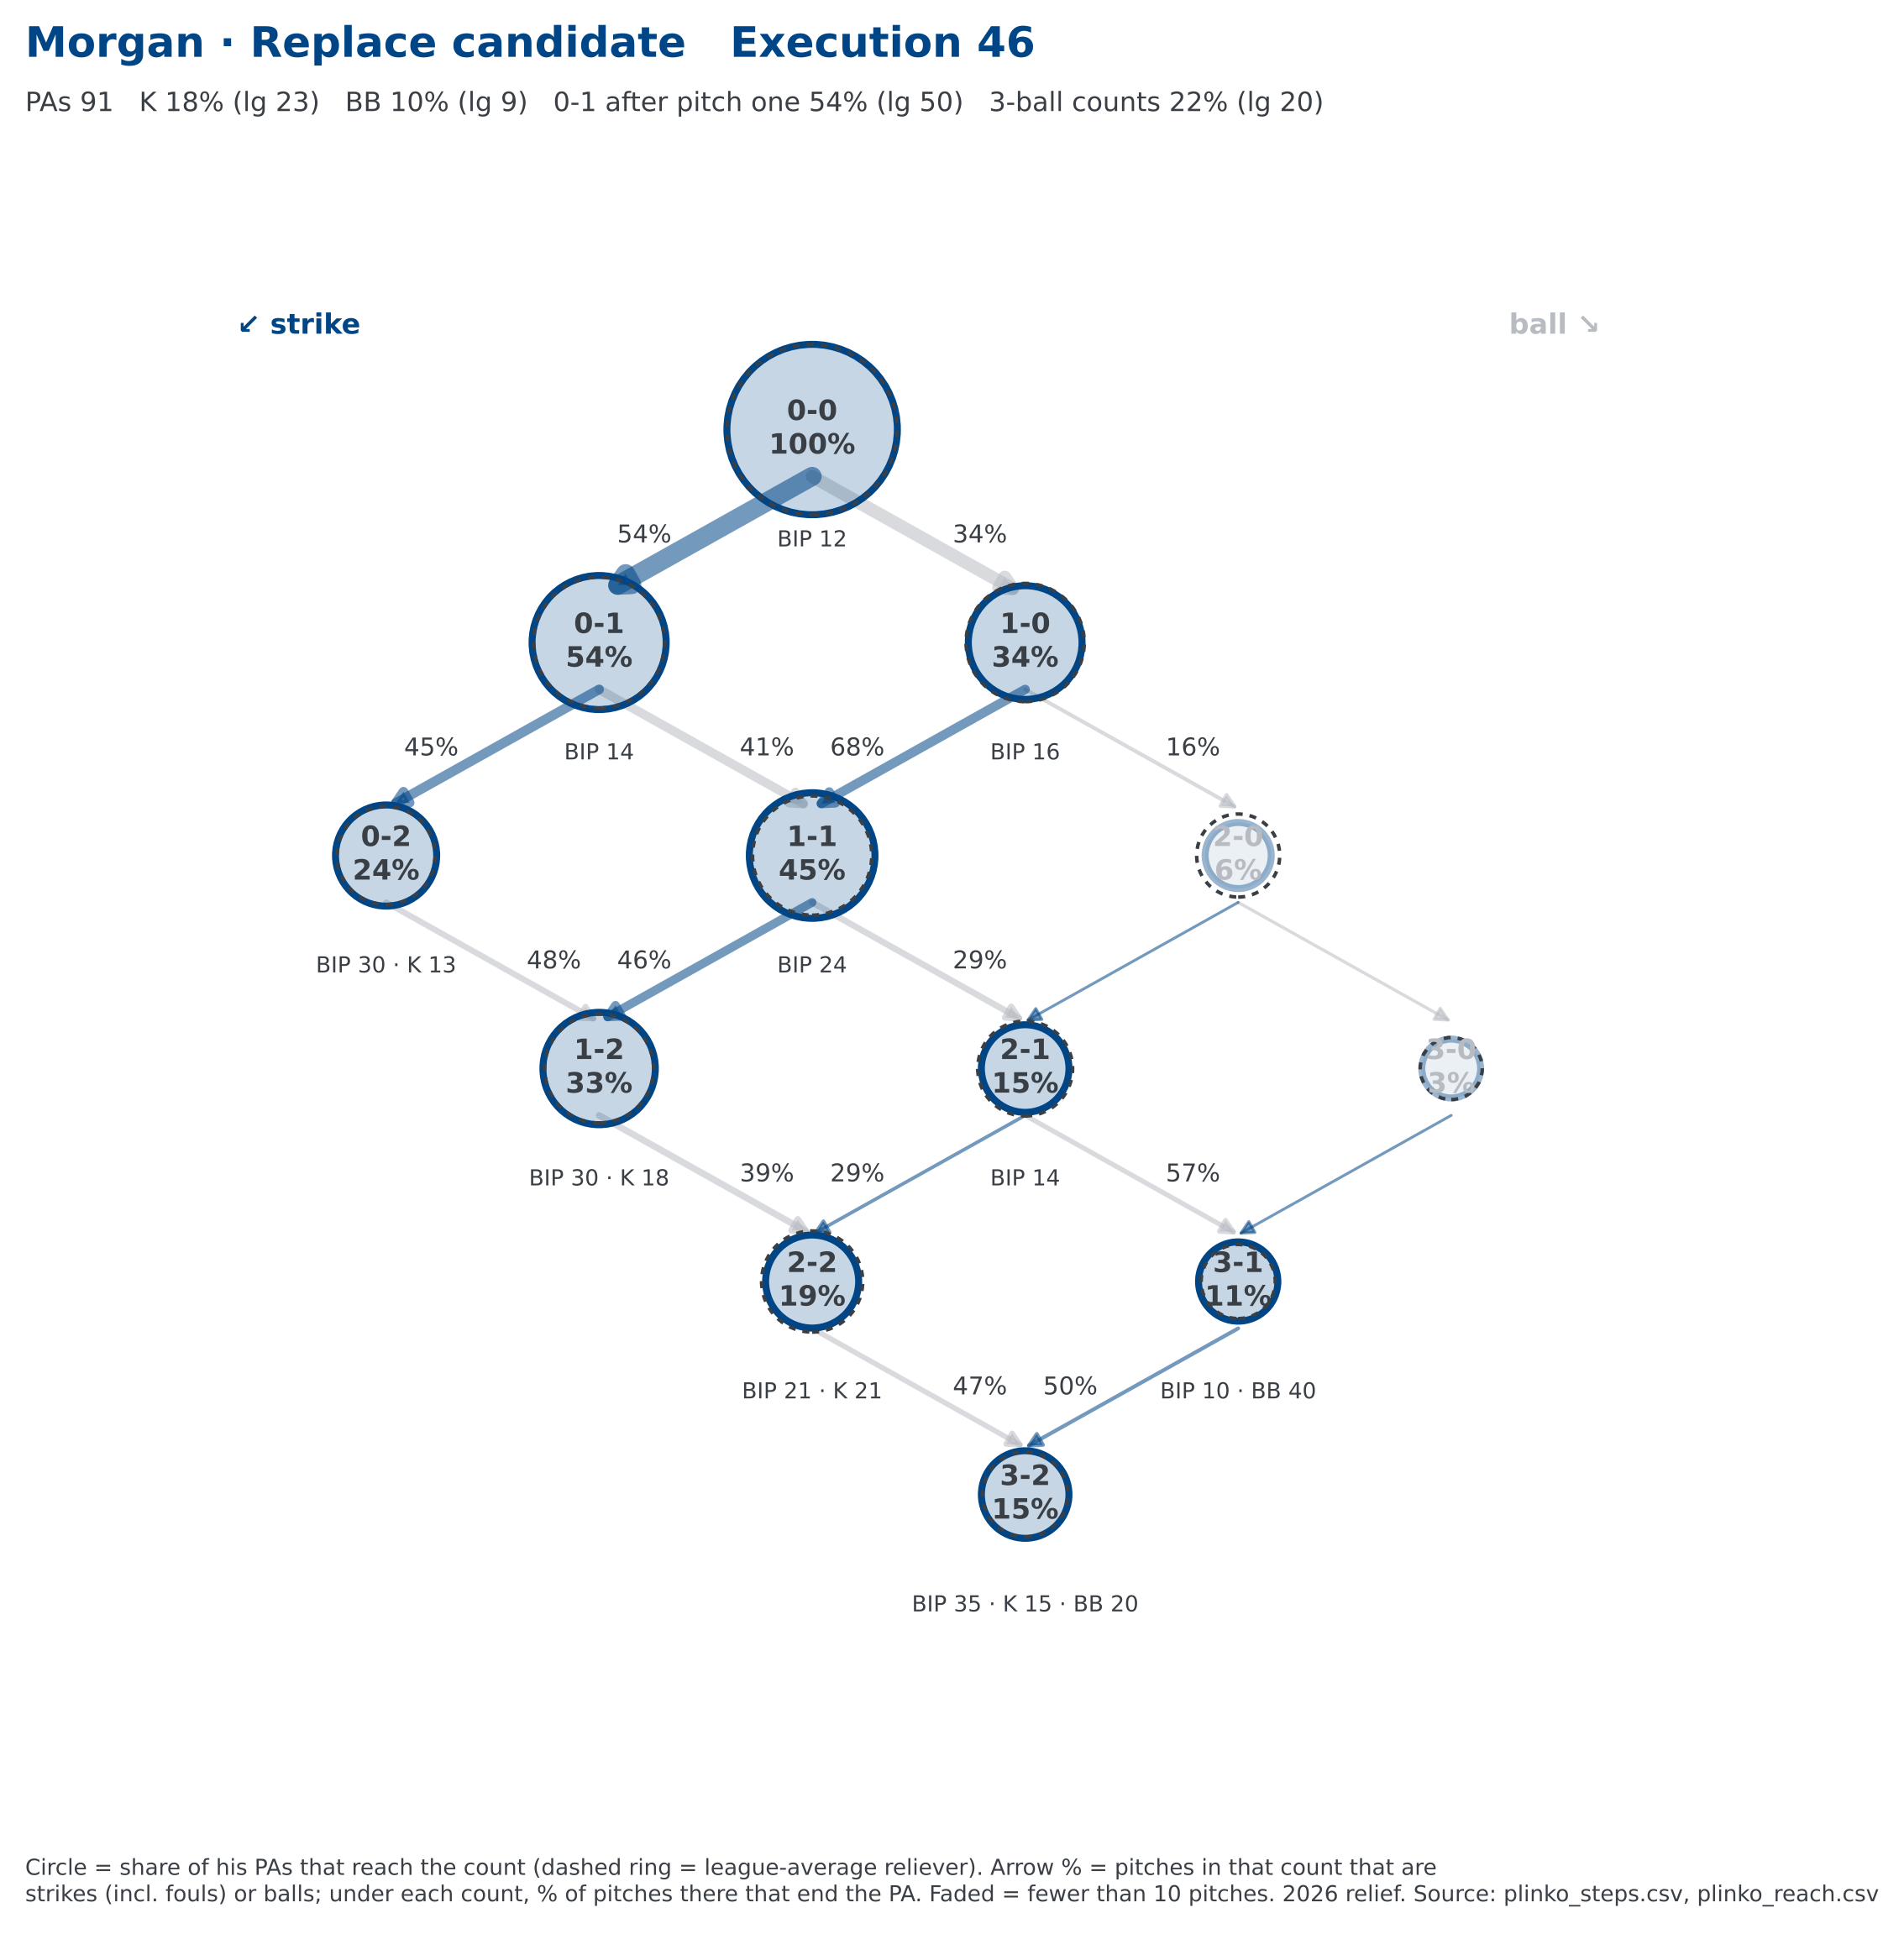 Morgan · Replace candidate   Execution 46
PAs 91   K 18% (lg 23)   BB 10% (lg 9)   0-1 after pitch one 54% (lg 50)   3-ball counts 22% (lg 20)
↙ strike
ball ↘
0-0
100%
54%
BIP 12
34%
0-1
54%
1-0
34%
45%
BIP 14
41%
68%
BIP 16
16%
0-2
24%
1-1
45%
2-0
6%
BIP 30 · K 13
48%
46%
BIP 24
29%
1-2
33%
2-1
15%
3-0
3%
BIP 30 · K 18
39%
29%
BIP 14
57%
2-2
19%
3-1
11%
BIP 21 · K 21
47%
50%
BIP 10 · BB 40
3-2
15%
BIP 35 · K 15 · BB 20
Circle = share of his PAs that reach the count (dashed ring = league-average reliever). Arrow % = pitches in that count that are
strikes (incl. fouls) or balls; under each count, % of pitches there that end the PA. Faded = fewer than 10 pitches. 2026 relief. Source: plinko_steps.csv, plinko_reach.csv